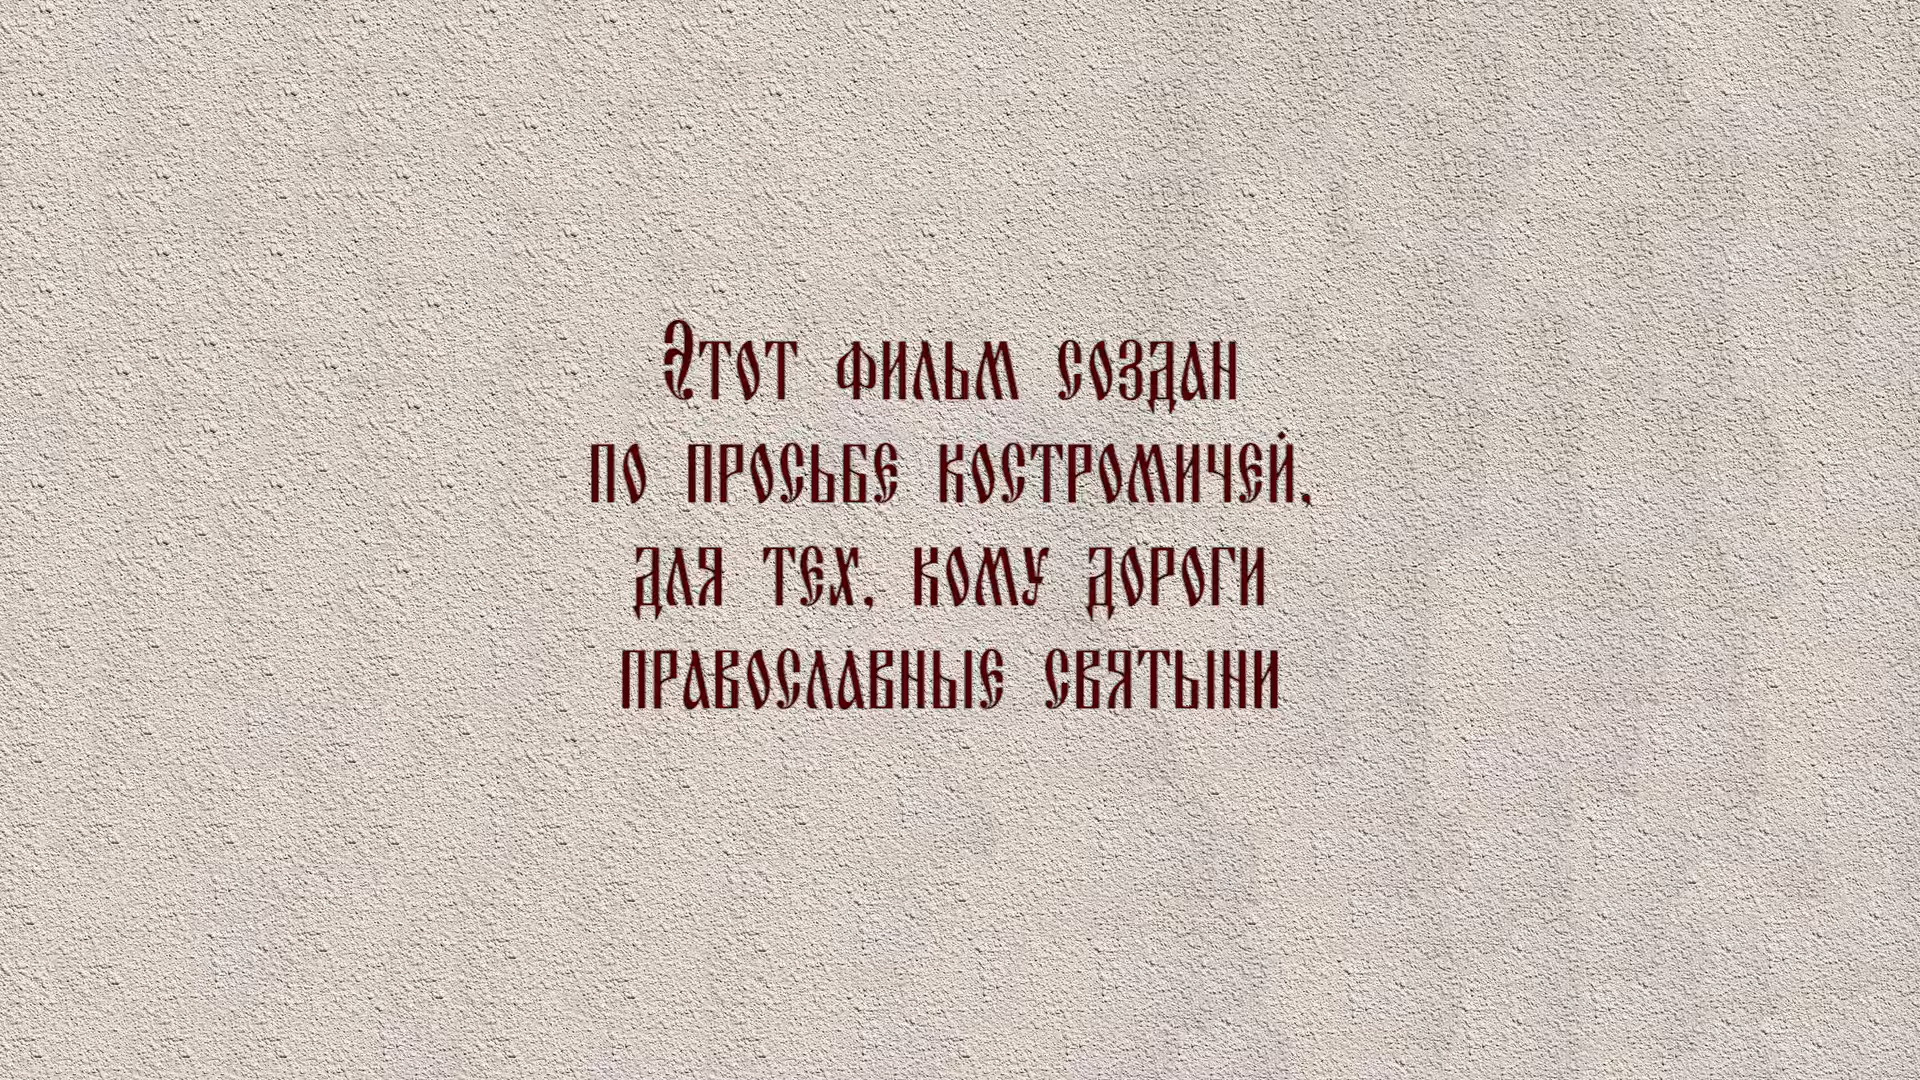 Этот фильм создан
по просьбе костромичей,
для тех, кому дороги
православные святыни